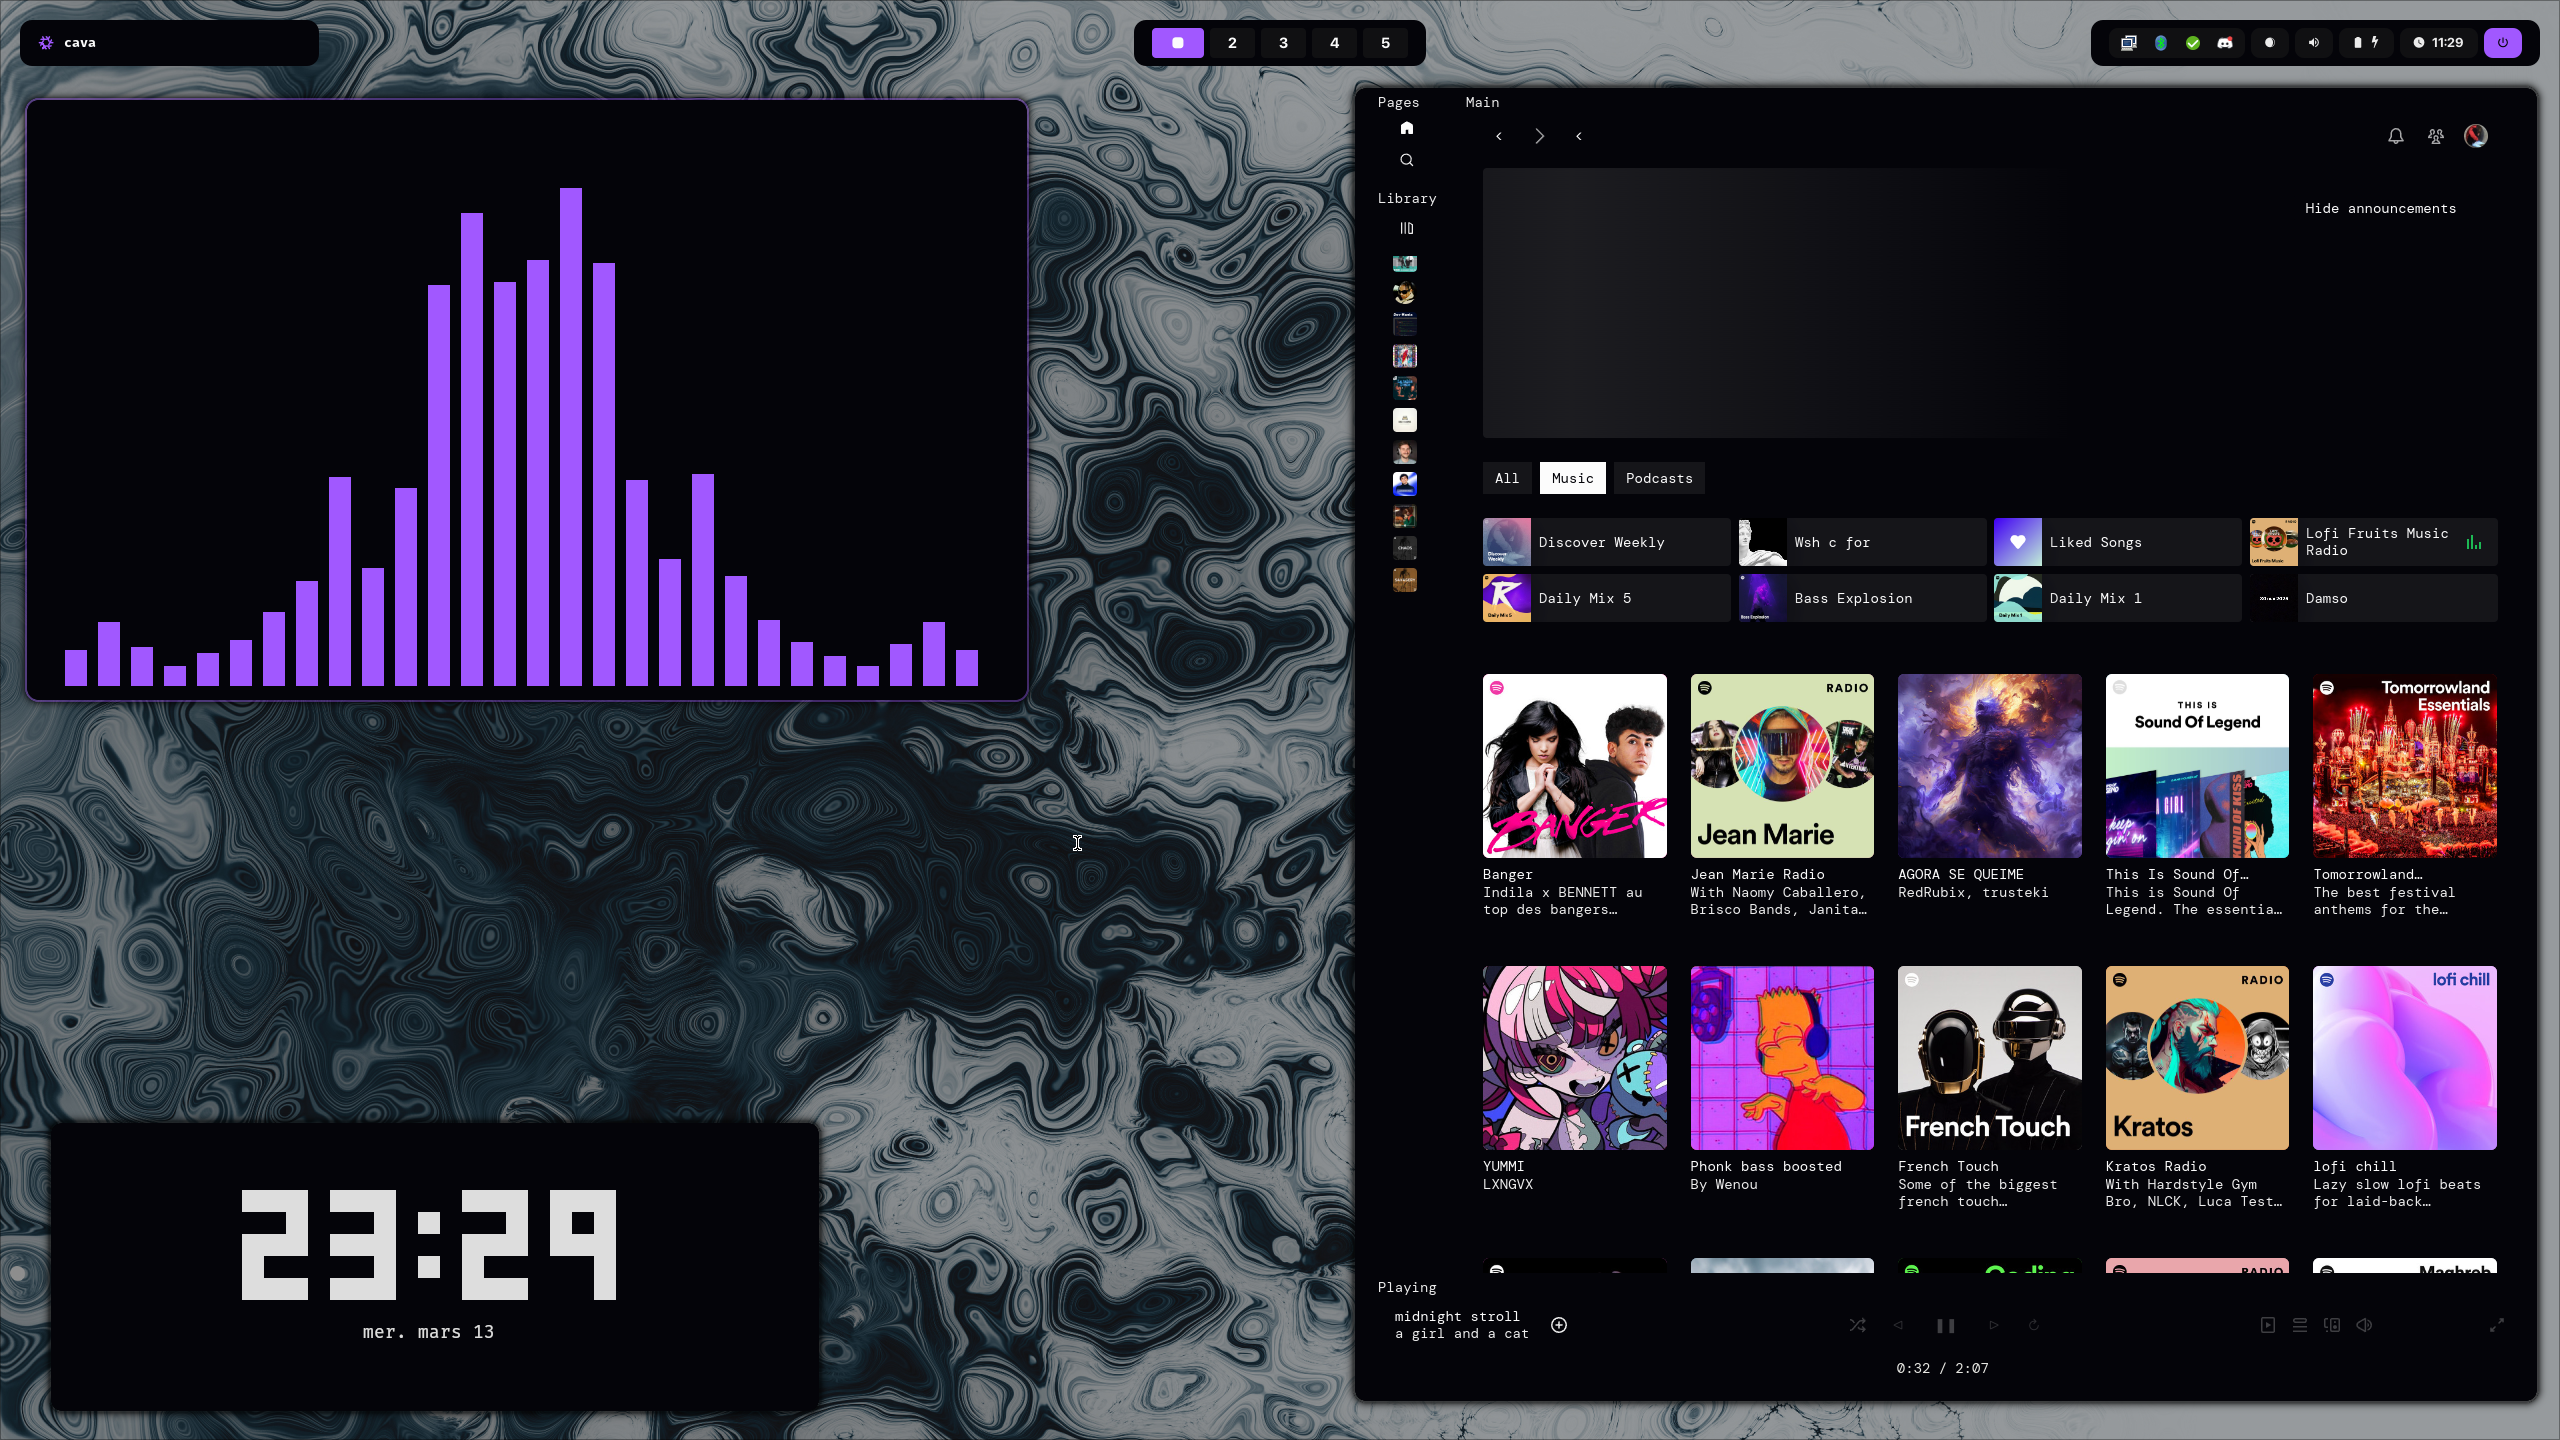 cava
2 3 4 5
11:29
Pages
Main
Hide announcements
Library
All Music Podcasts
Discover Weekly
Wsh c for
Liked Songs
Lofi Fruits Music
Radio
Daily Mix 5
Bass Explosion
Daily Mix 1
Damso
BANGER
RADIO
Jean Marie
THIS IS
Sound Of Legend
Tomorrowland
Essentials
Banger
Indila x BENNETT au
top des bangers…
Jean Marie Radio
With Naomy Caballero,
Brisco Bands, Janita…
AGORA SE QUEIME
RedRubix, trusteki
This Is Sound Of…
This is Sound Of
Legend. The essentia…
Tomorrowland…
The best festival
anthems for the…
French Touch
RADIO
Kratos
lofi chill
YUMMI
LXNGVX
Phonk bass boosted
By Wenou
French Touch
Some of the biggest
french touch…
Kratos Radio
With Hardstyle Gym
Bro, NLCK, Luca Test…
lofi chill
Lazy slow lofi beats
for laid-back…
Coding
RADIO
Maghreb
Playing
midnight stroll
a girl and a cat
0:32 / 2:07
23:29
mer. mars 13